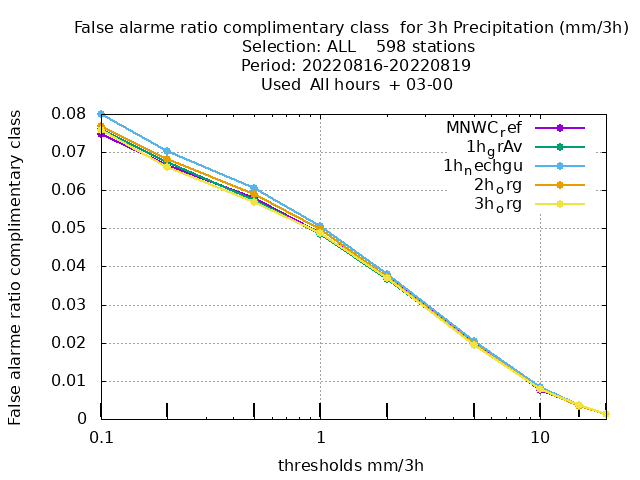 False alarme ratio complimentary class  for 3h Precipitation (mm/3h)
Selection: ALL    598 stations
Period: 20220816-20220819
Used  All hours  + 03-00
False alarme ratio complimentary class
0.08
0.07
0.06
0.05
0.04
0.03
0.02
0.01
0
MNWC_ref
1h_grAv
1h_nechgu
2h_org
3h_org
0.1
1
10
thresholds mm/3h